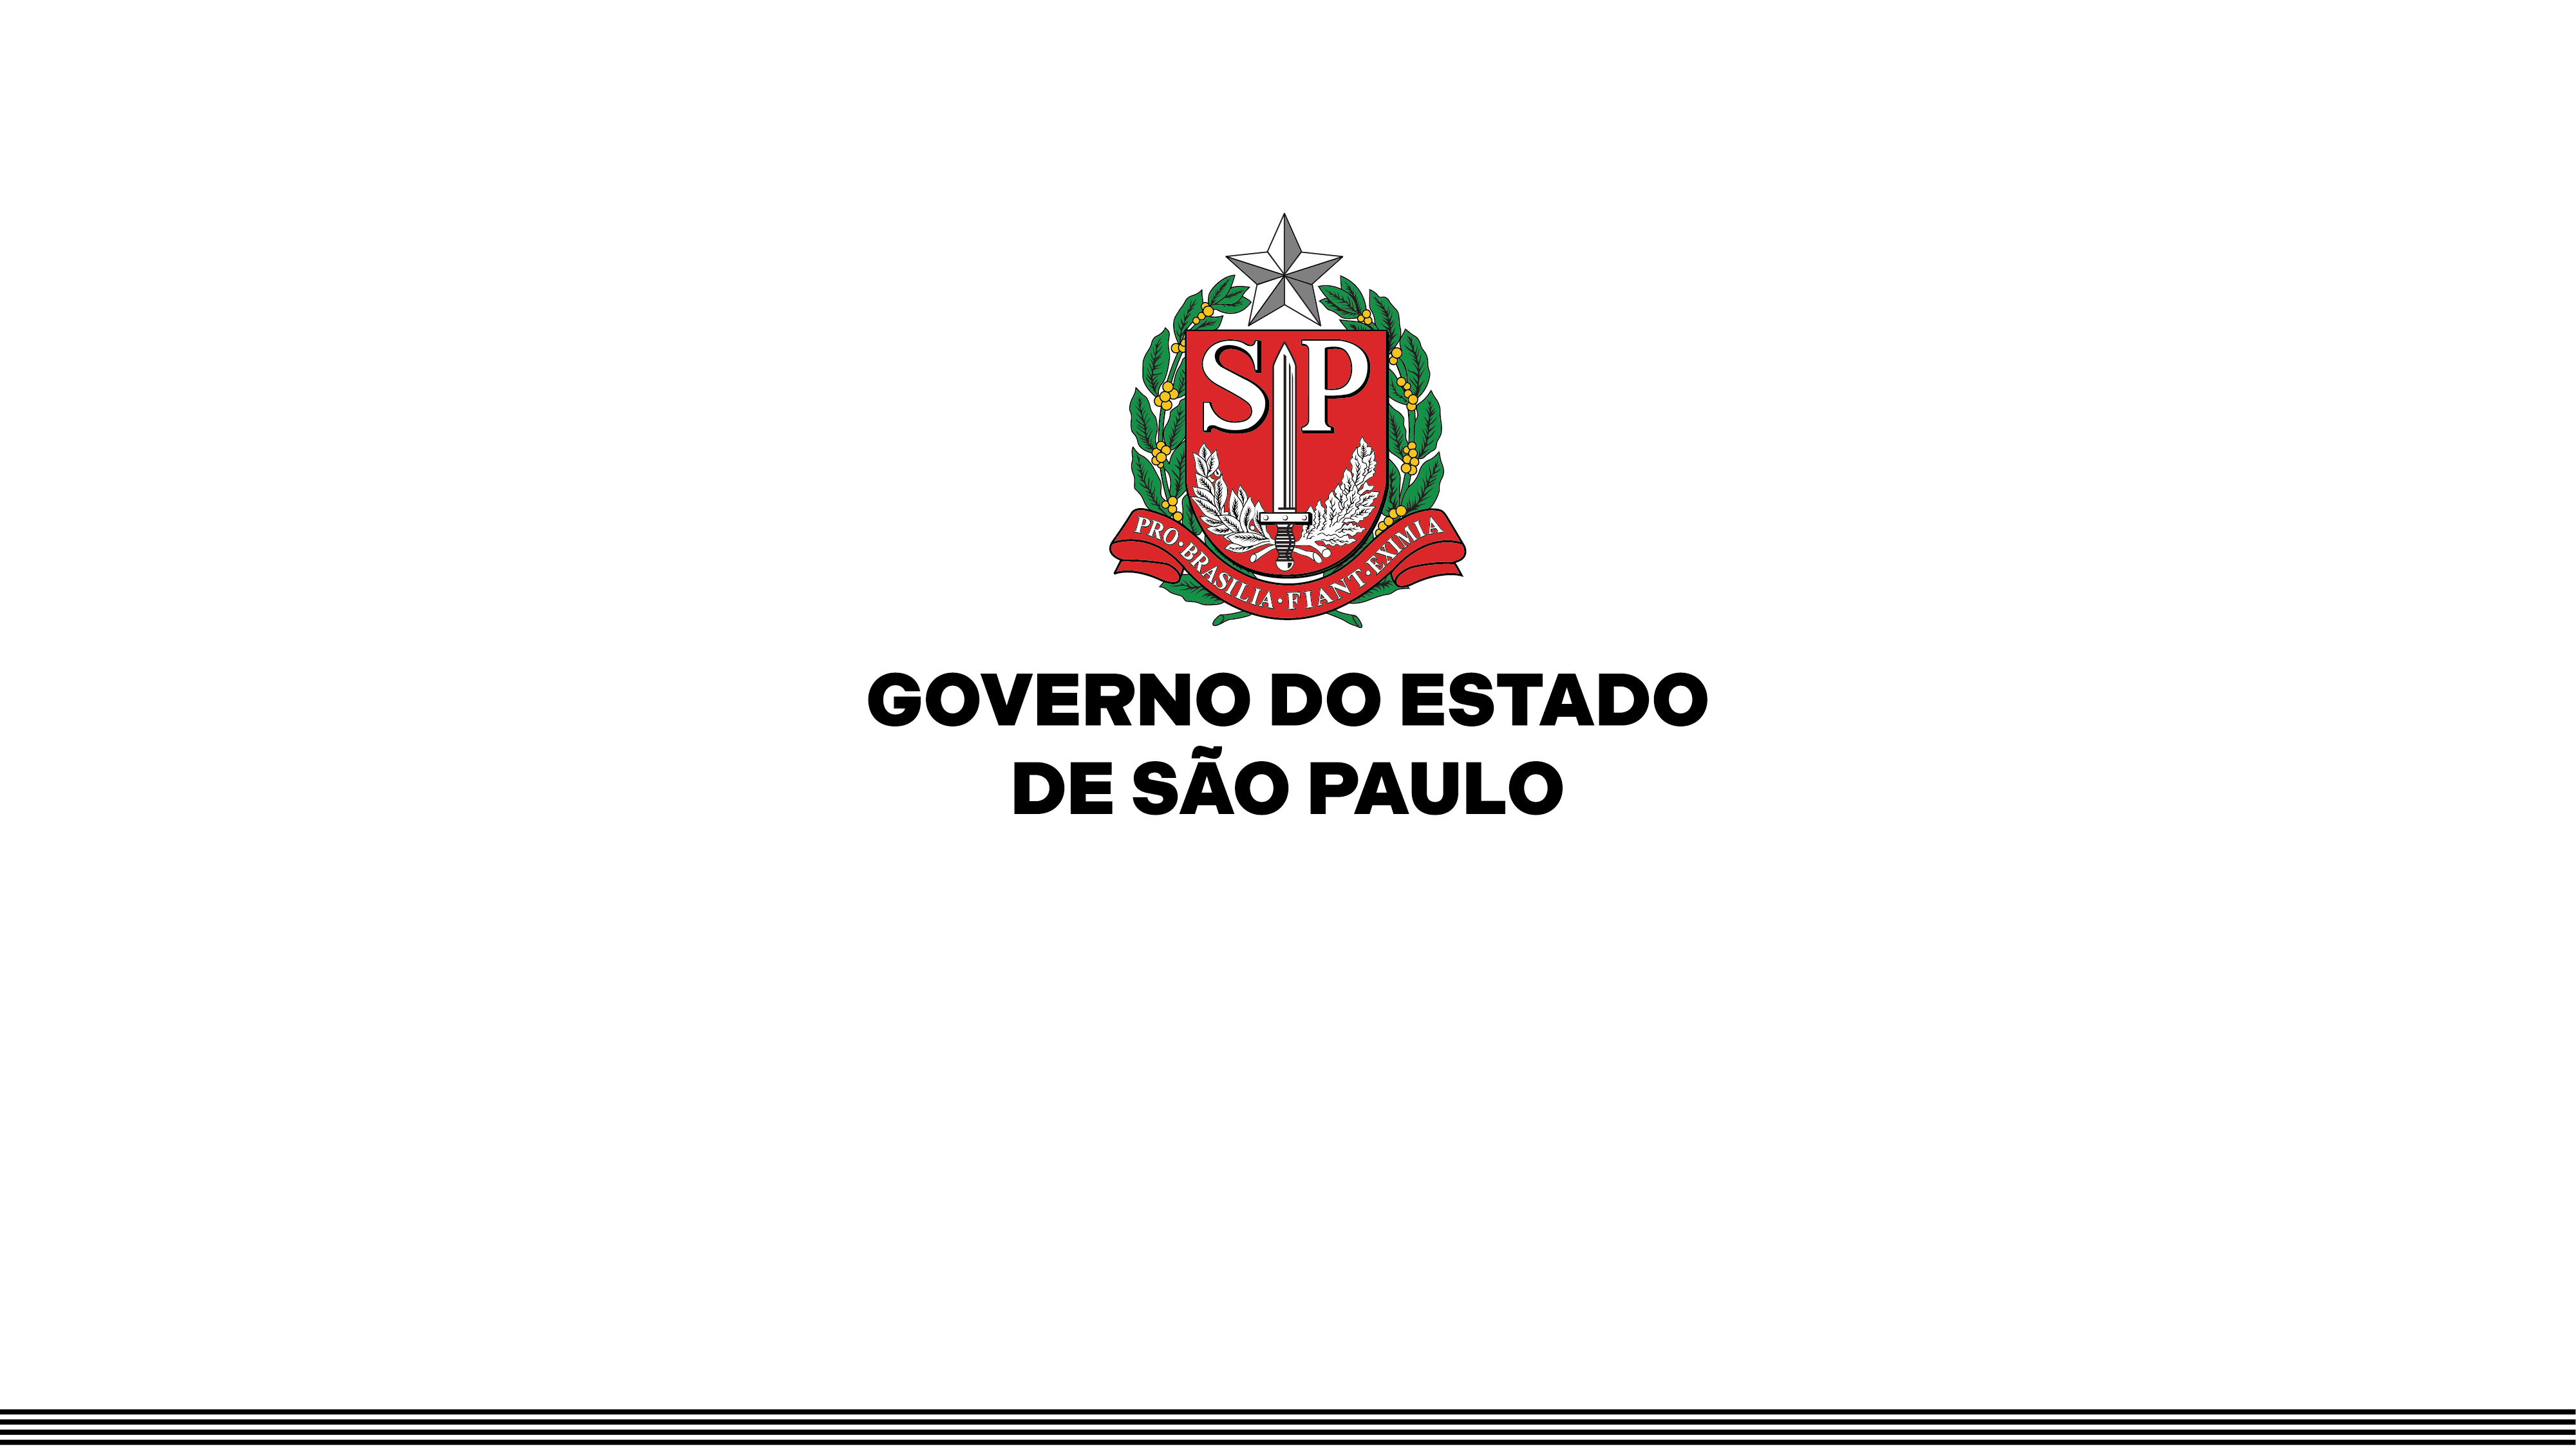 SP
PRO·BRASILIA·FIANT·EXIMIA
GOVERNO DO ESTADO
DE SÃO PAULO